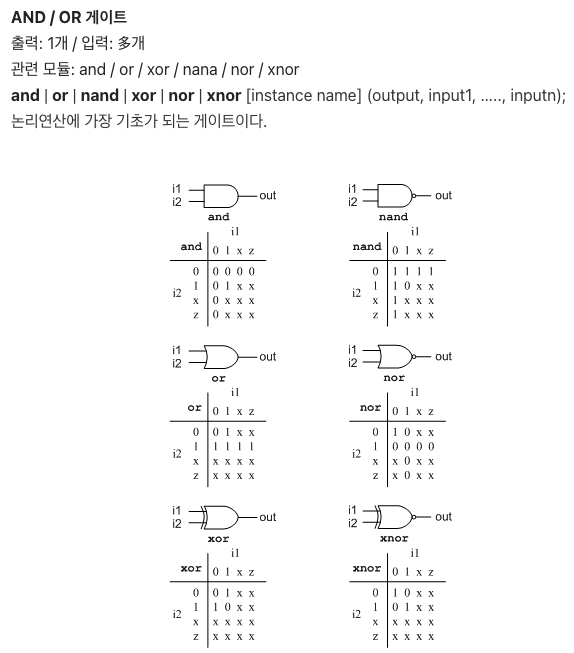 AND / OR 게이트
출력: 1개 / 입력: 多개
관련 모듈: and / or / xor / nana / nor / xnor
and | or | nand | xor | nor | xnor [instance name] (output, input1, ....., inputn);
논리연산에 가장 기초가 되는 게이트이다.
i1 i2 out
and
i1
and 0 1 x z
0 0 0 0 0
1 0 1 x x
i2
x 0 x x x
z 0 x x x
i1 i2 out
nand
i1
nand 0 1 x z
0 1 1 1 1
1 1 0 x x
i2
x 1 x x x
z 1 x x x
i1 i2 out
or
i1
or 0 1 x z
0 0 1 x x
1 1 1 1 1
i2
x x x x x
z x x x x
i1 i2 out
nor
i1
nor 0 1 x z
0 1 0 x x
1 0 0 0 0
i2
x x 0 x x
z x 0 x x
i1 i2 out
xor
i1
xor 0 1 x z
0 0 1 x x
1 1 0 x x
i2
x x x x x
z x x x x
i1 i2 out
xnor
i1
xnor 0 1 x z
0 1 0 x x
1 0 1 x x
i2
x x x x x
z x x x x